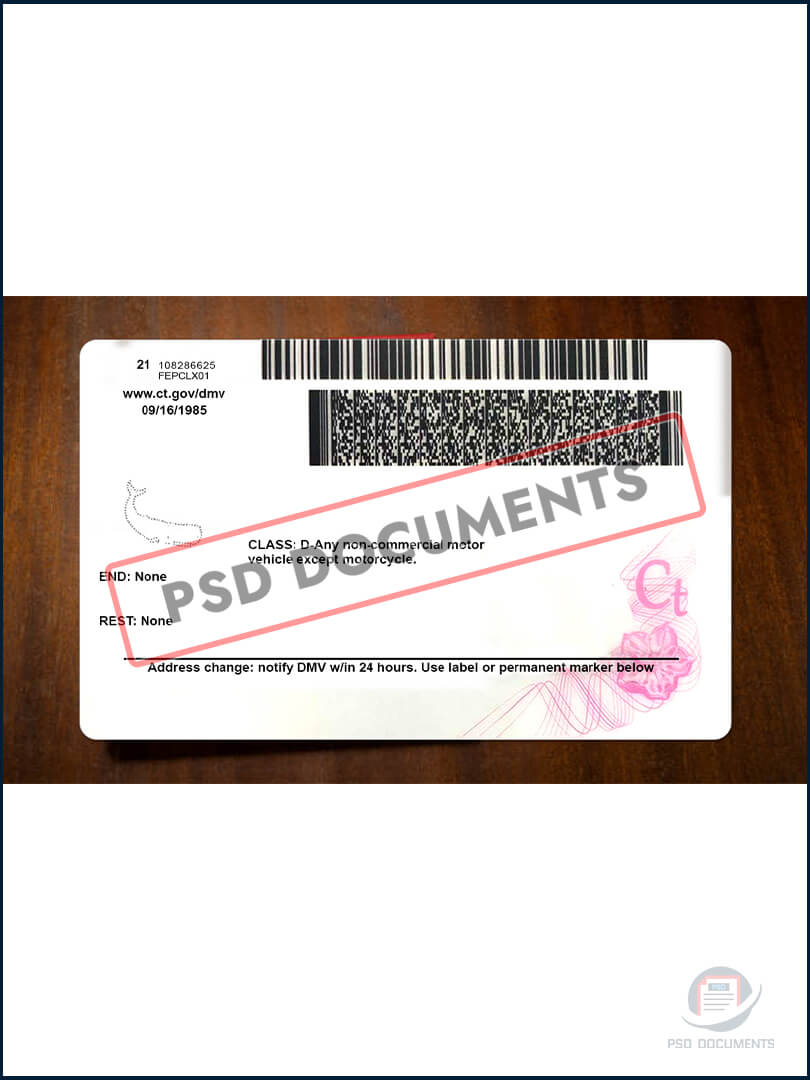 21 108286625
FEPCLX01
www.ct.gov/dmv
09/16/1985
PSD DOCUMENTS
CLASS: D-Any non-commercial motor
vehicle except motorcycle.
END: None
REST: None
Address change: notify DMV w/in 24 hours. Use label or permanent marker below
Ct
PSD
PSD DOCUMENTS